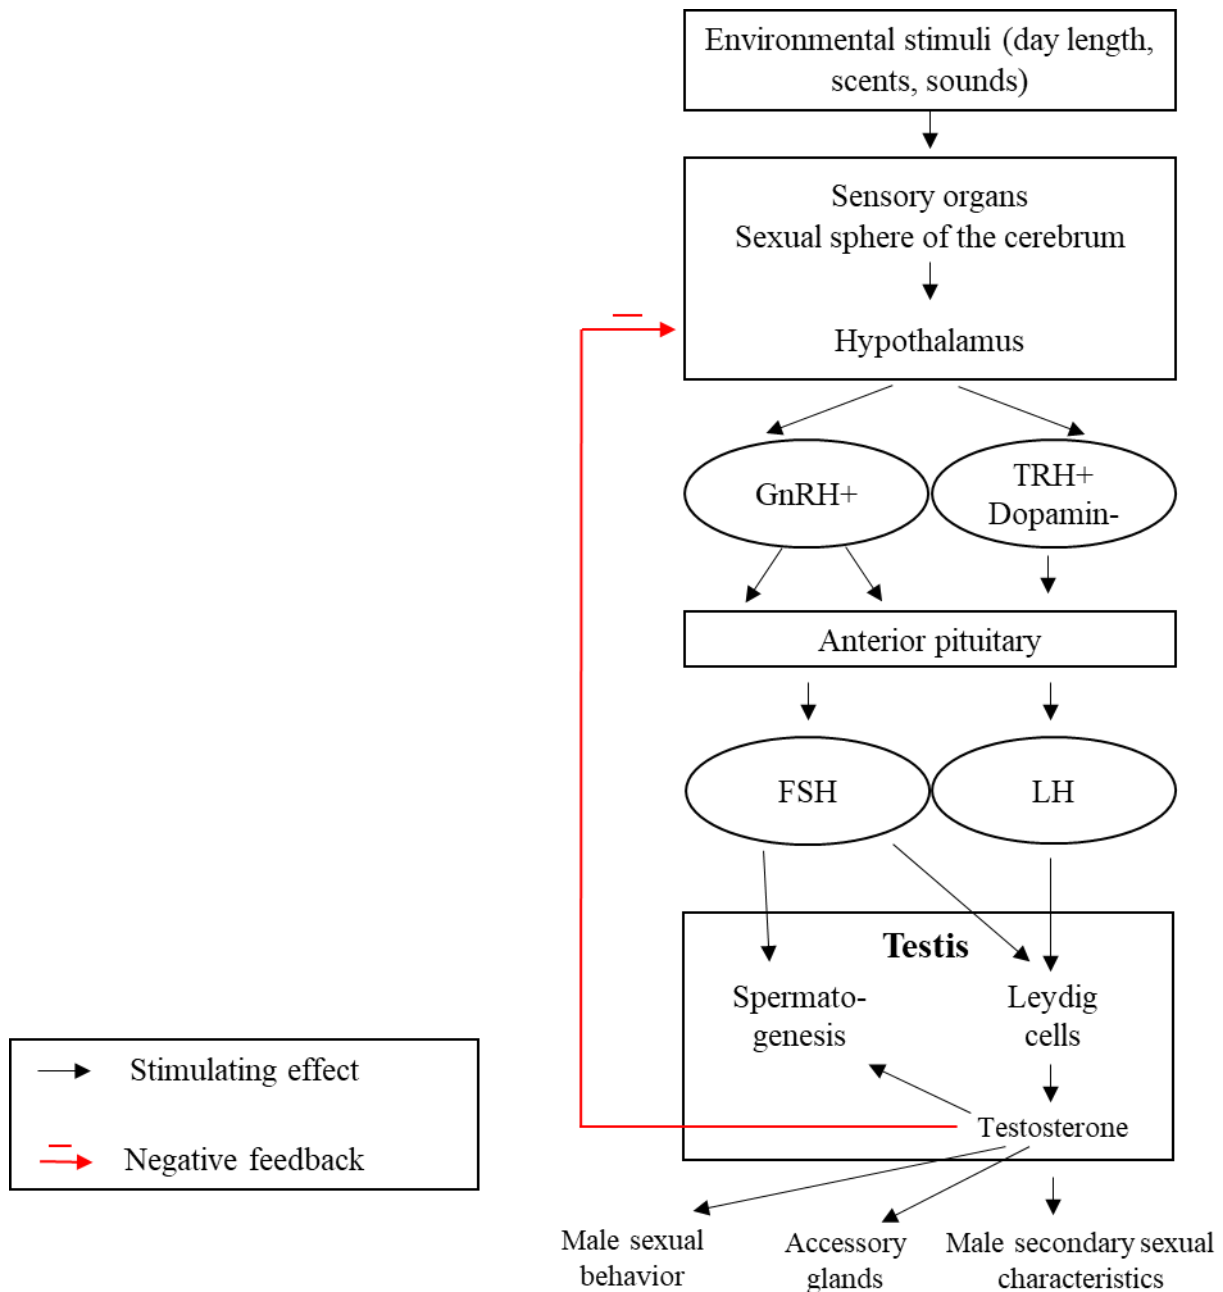 Environmental stimuli (day length,
scents, sounds)
Sensory organs
Sexual sphere of the cerebrum
Hypothalamus
GnRH+
TRH+
Dopamin-
Anterior pituitary
FSH
LH
Testis
Spermato-
genesis
Leydig
cells
Testosterone
Stimulating effect
Negative feedback
Male sexual
behavior
Accessory
glands
Male secondary sexual
characteristics